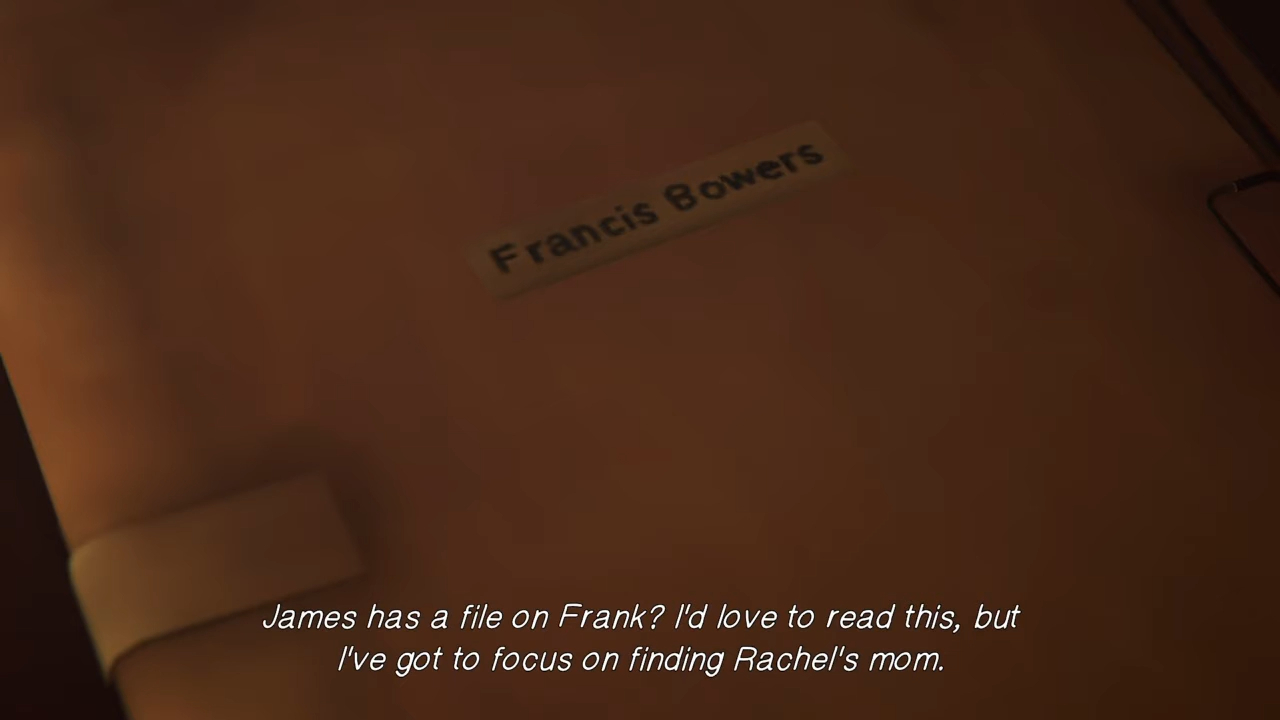 Francis Bowers
James has a file on Frank? I'd love to read this, but
I've got to focus on finding Rachel's mom.